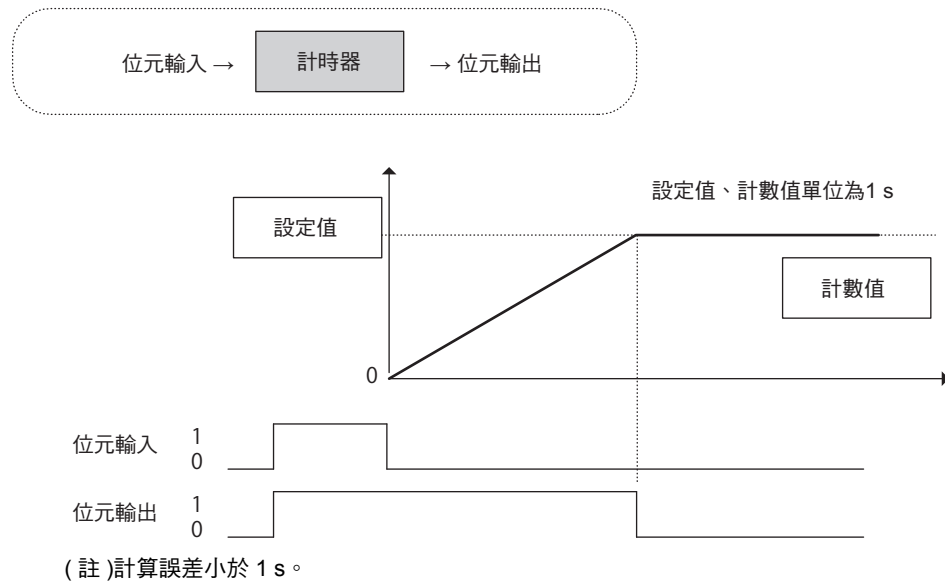 位元輸入 → 計時器 → 位元輸出
設定值、計數值單位為1 s
設定值
計數值
0
位元輸入 1
0
位元輸出 1
0
( 註 )計算誤差小於 1 s。